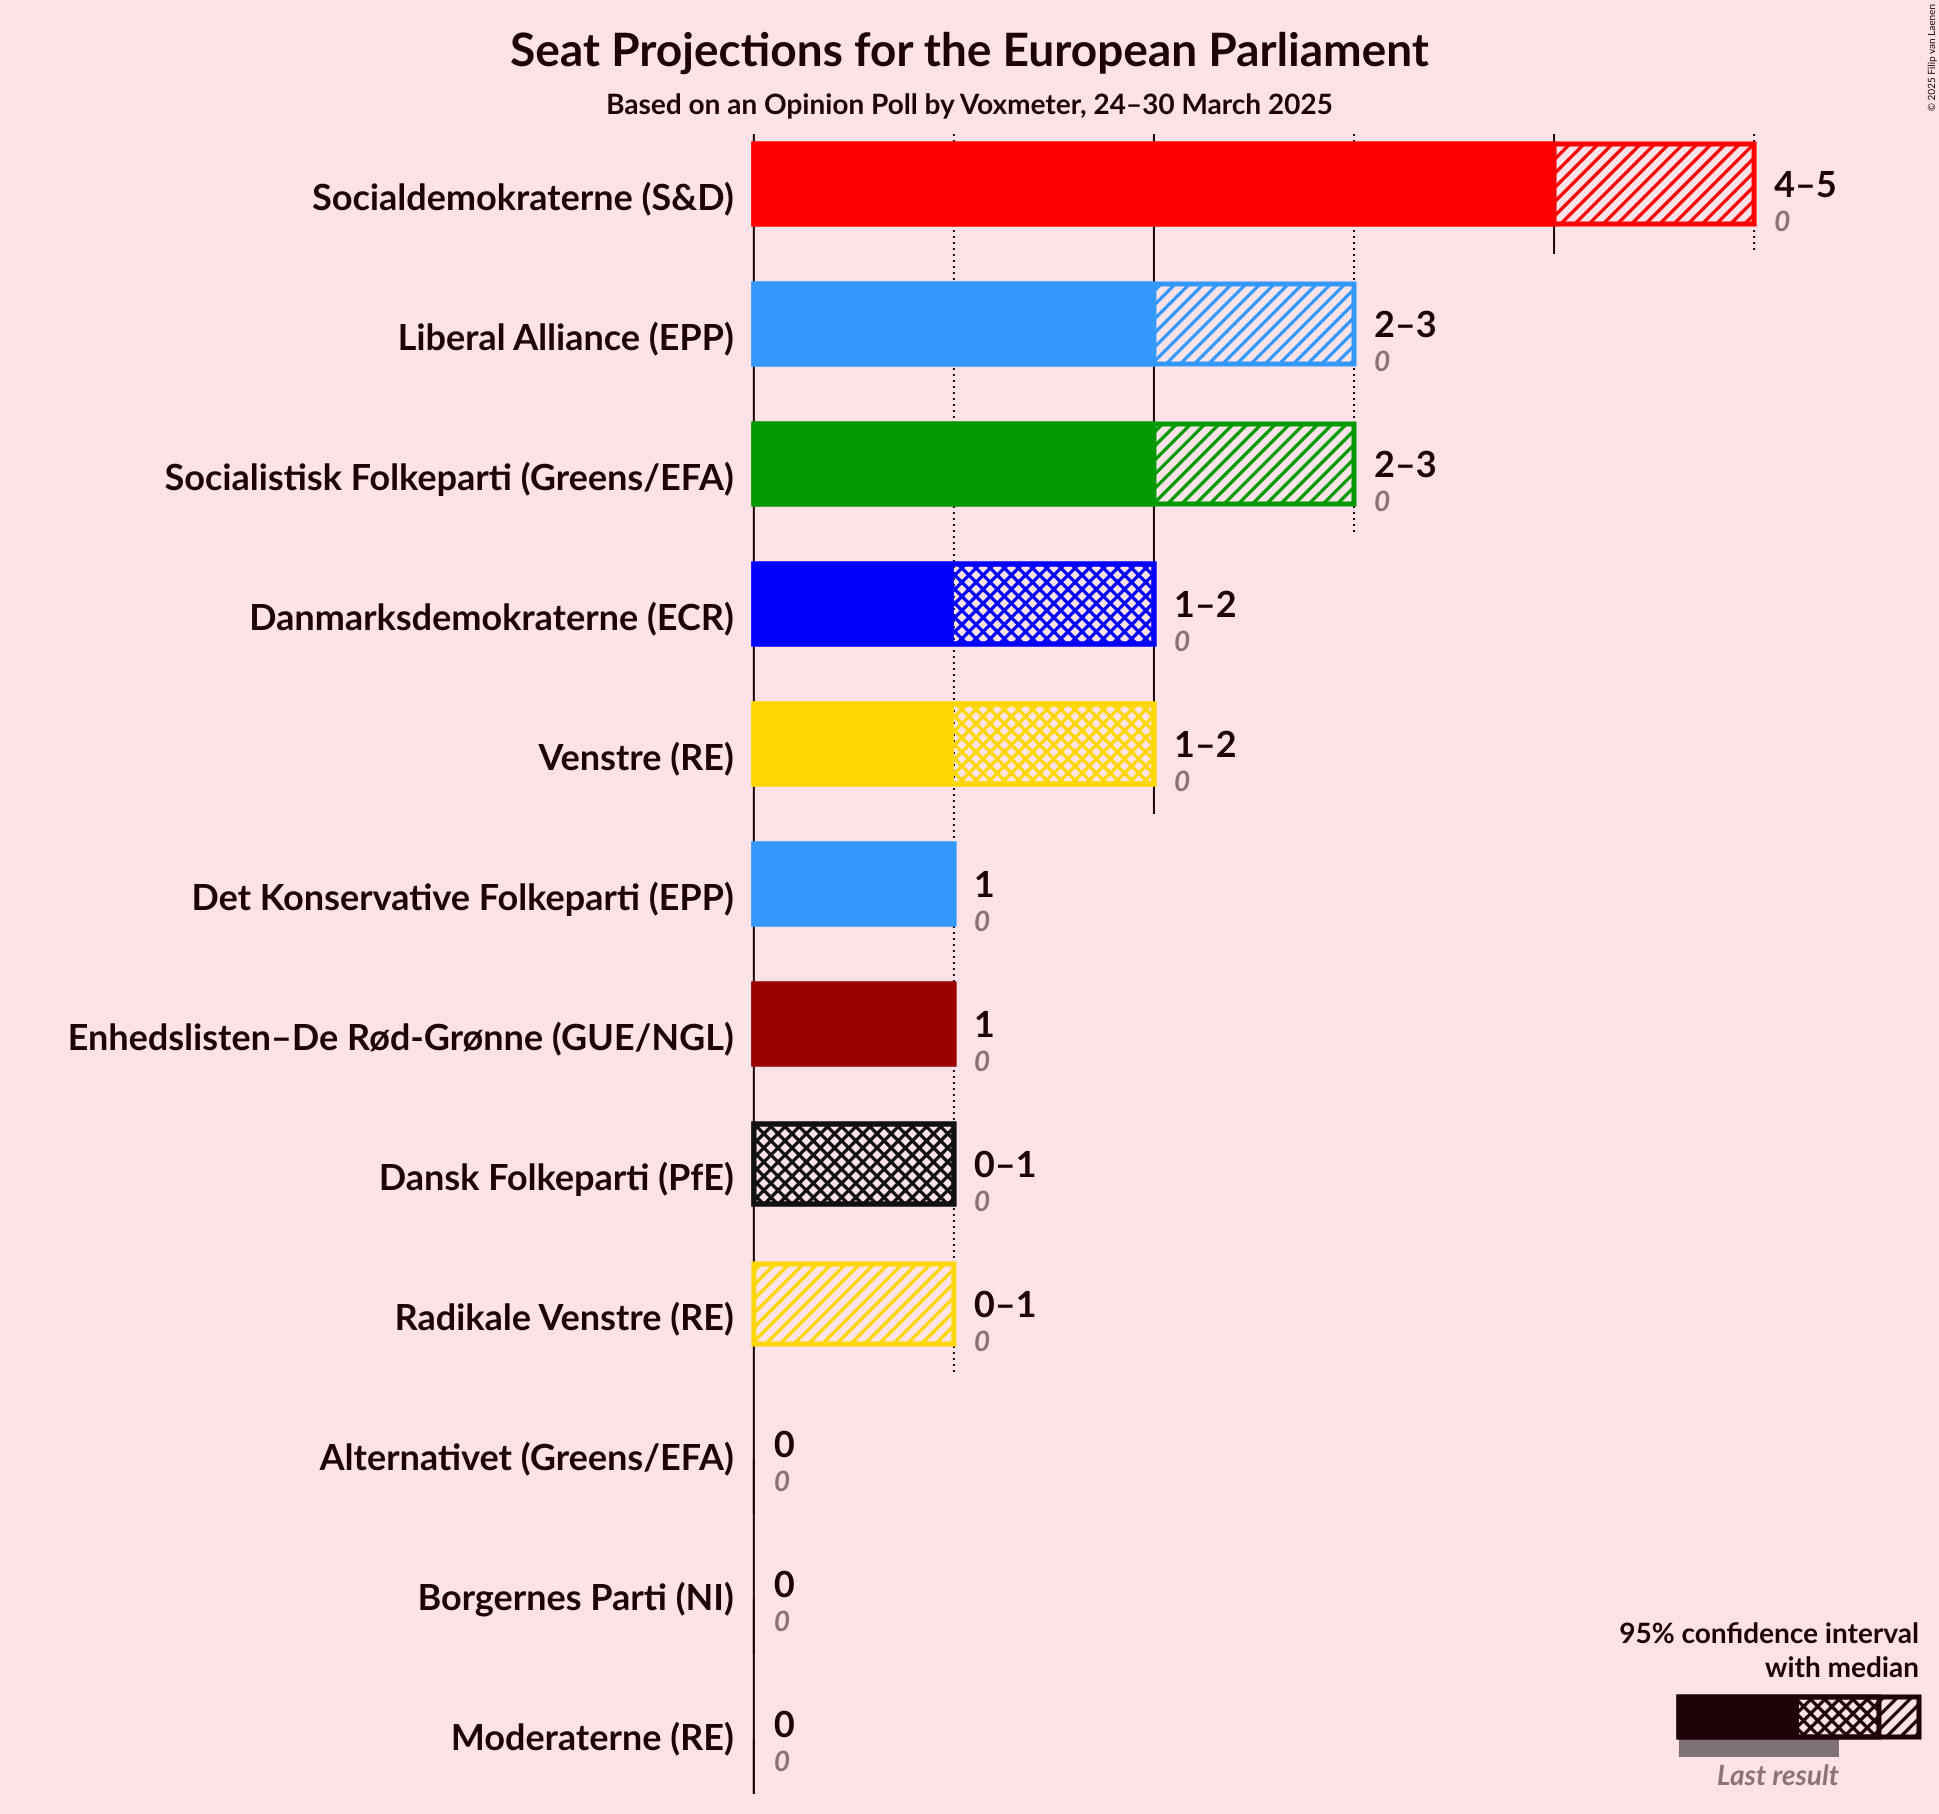 Seat Projections for the European Parliament
Based on an Opinion Poll by Voxmeter, 24–30 March 2025
© 2025 Filip van Laenen
Socialdemokraterne (S&D)
4–5
0
Liberal Alliance (EPP)
2–3
0
Socialistisk Folkeparti (Greens/EFA)
2–3
0
Danmarksdemokraterne (ECR)
1–2
0
Venstre (RE)
1–2
0
Det Konservative Folkeparti (EPP)
1
0
Enhedslisten–De Rød-Grønne (GUE/NGL)
1
0
Dansk Folkeparti (PfE)
0–1
0
Radikale Venstre (RE)
0–1
0
Alternativet (Greens/EFA)
0
0
Borgernes Parti (NI)
0
0
Moderaterne (RE)
0
0
95% confidence interval
with median
Last result